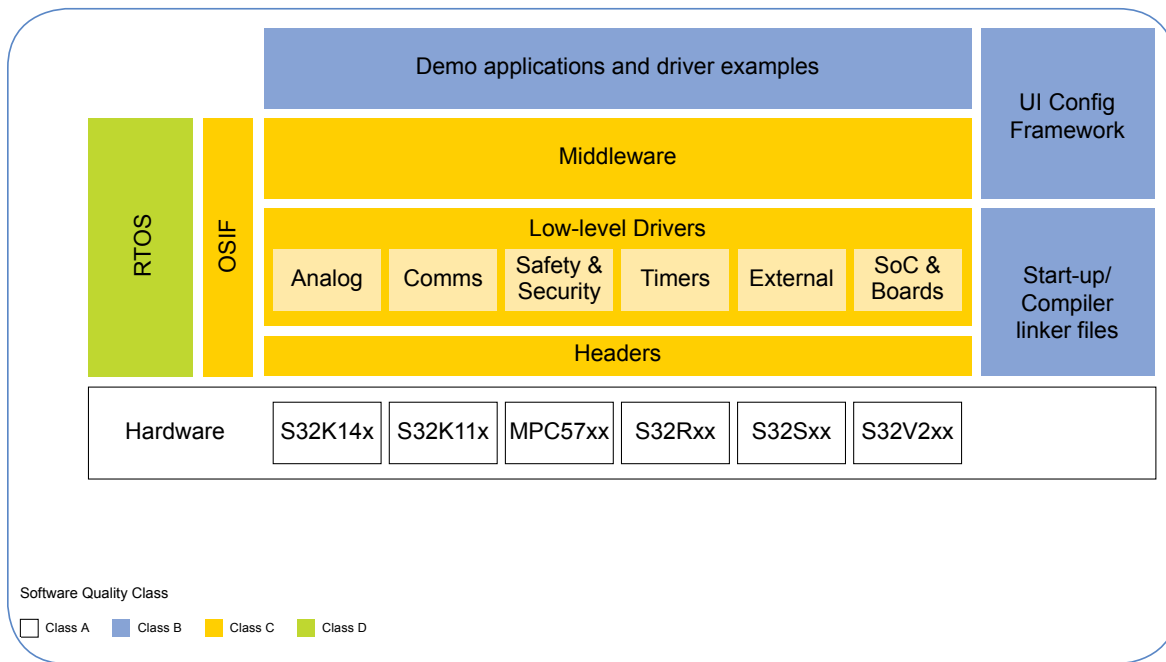 Demo applications and driver examples
UI Config
Framework
RTOS
OSIF
Middleware
Low-level Drivers
Analog
Comms
Safety &
Security
Timers
External
SoC &
Boards
Start-up/
Compiler
linker files
Headers
Hardware
S32K14x
S32K11x
MPC57xx
S32Rxx
S32Sxx
S32V2xx
Software Quality Class
Class A
Class B
Class C
Class D